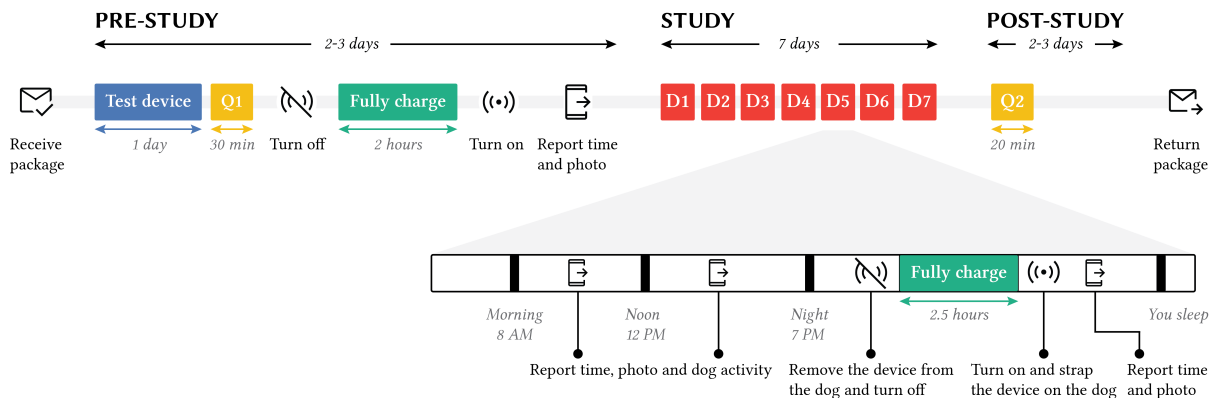 PRE-STUDY
STUDY
POST-STUDY
2-3 days
7 days
2-3 days
Test device
Q1
Fully charge
D1
D2
D3
D4
D5
D6
D7
Q2
Receive
package
1 day
30 min
Turn off
2 hours
Turn on
Report time
and photo
20 min
Return
package
Fully charge
Morning
8 AM
Noon
12 PM
Night
7 PM
2.5 hours
You sleep
Report time, photo and dog activity
Remove the device from
the dog and turn off
Turn on and strap
the device on the dog
Report time
and photo